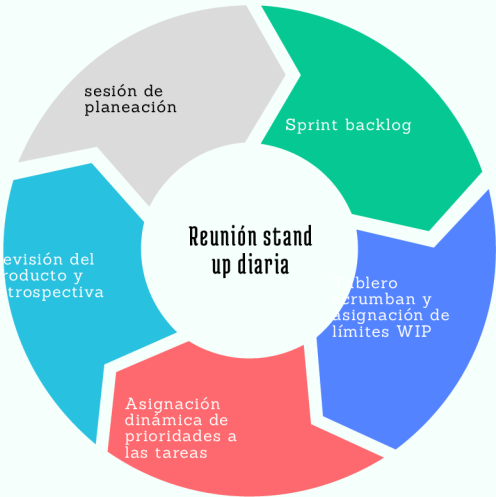 sesión de
planeación
Sprint backlog
Reunión stand
up diaria
evisión del
roducto y
trospectiva
blero
crumban y
asignación de
límites WIP
Asignación
dinámica de
prioridades a
las tareas